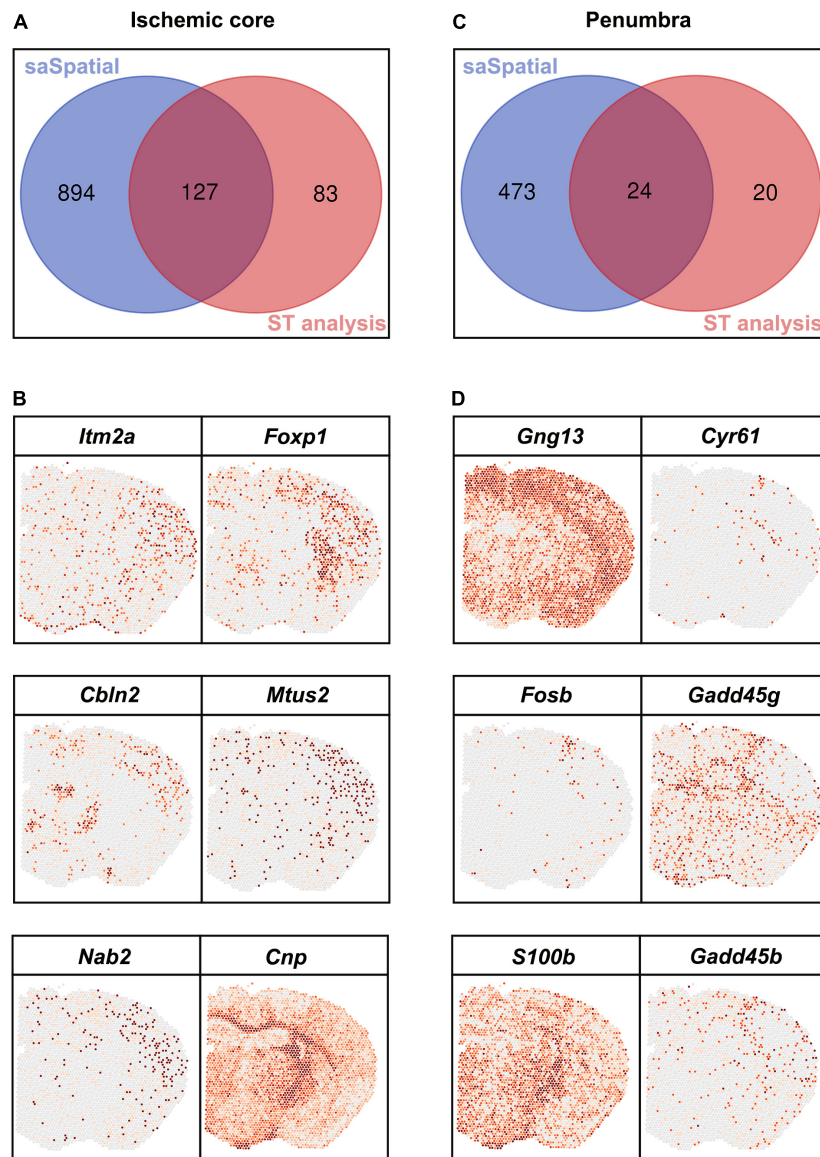 A Ischemic core
saSpatial
894 127 83
ST analysis
C Penumbra
saSpatial
473 24 20
ST analysis
B
Itm2a Foxp1
Cbln2 Mtus2
Nab2 Cnp
D
Gng13 Cyr61
Fosb Gadd45g
S100b Gadd45b